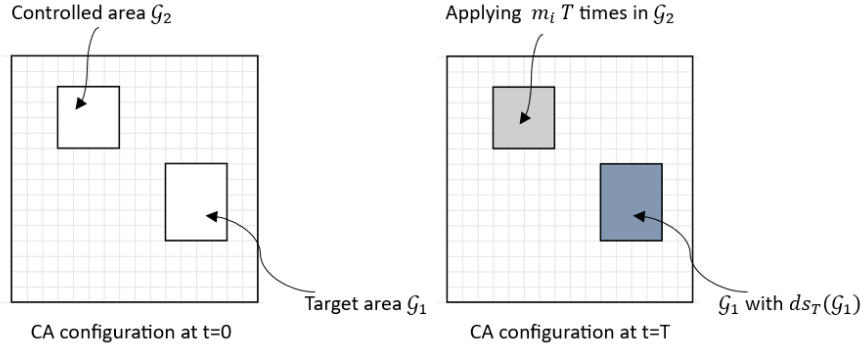 Controlled area 𝒢₂
Applying mᵢ T times in 𝒢₂
Target area 𝒢₁
𝒢₁ with ds_T(𝒢₁)
CA configuration at t=0
CA configuration at t=T